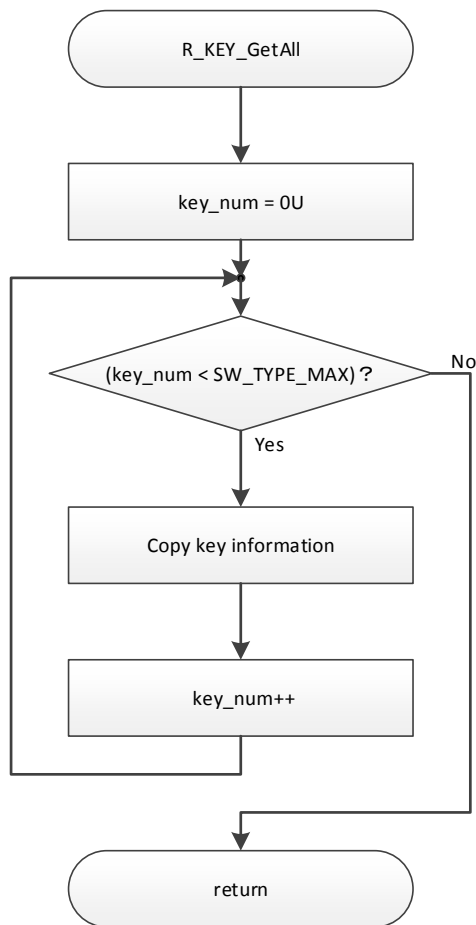 R_KEY_GetAll
key_num = 0U
(key_num < SW_TYPE_MAX)？
No
Yes
Copy key information
key_num++
return